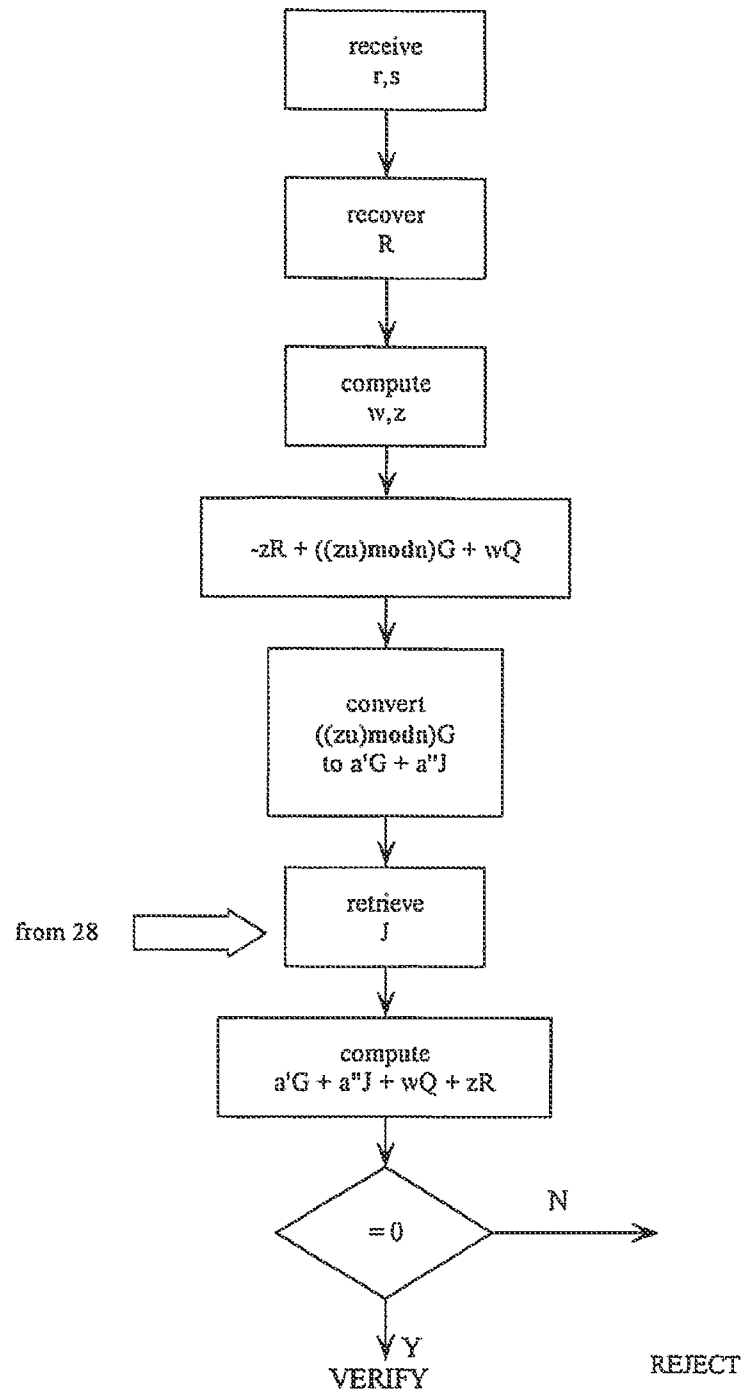 receive
r,s
recover
R
compute
w,z
-zR + ((zu)modn)G + wQ
convert
((zu)modn)G
to a'G + a"J
from 28
retrieve
J
compute
a'G + a"J + wQ + zR
= 0
N
Y
VERIFY
REJECT